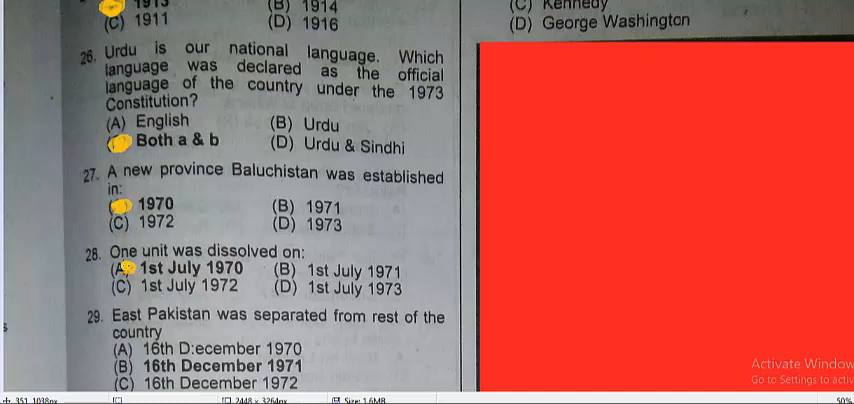 1913
(B) 1914
(C) 1911
(D) 1916
26. Urdu is our national language. Which
language was declared as the official
language of the country under the 1973
Constitution?
(A) English
(B) Urdu
Both a & b
(D) Urdu & Sindhi
27. A new province Baluchistan was established
in:
1970
(B) 1971
(C) 1972
(D) 1973
28. One unit was dissolved on:
(A) 1st July 1970
(B) 1st July 1971
(C) 1st July 1972
(D) 1st July 1973
29. East Pakistan was separated from rest of the
country
(A) 16th D:ecember 1970
(B) 16th December 1971
(C) 16th December 1972
(C) Kennedy
(D) George Washington
Activate Window
Go to Settings to activ
351, 1038px
2448 × 3264px
Size: 1.6MB
50%